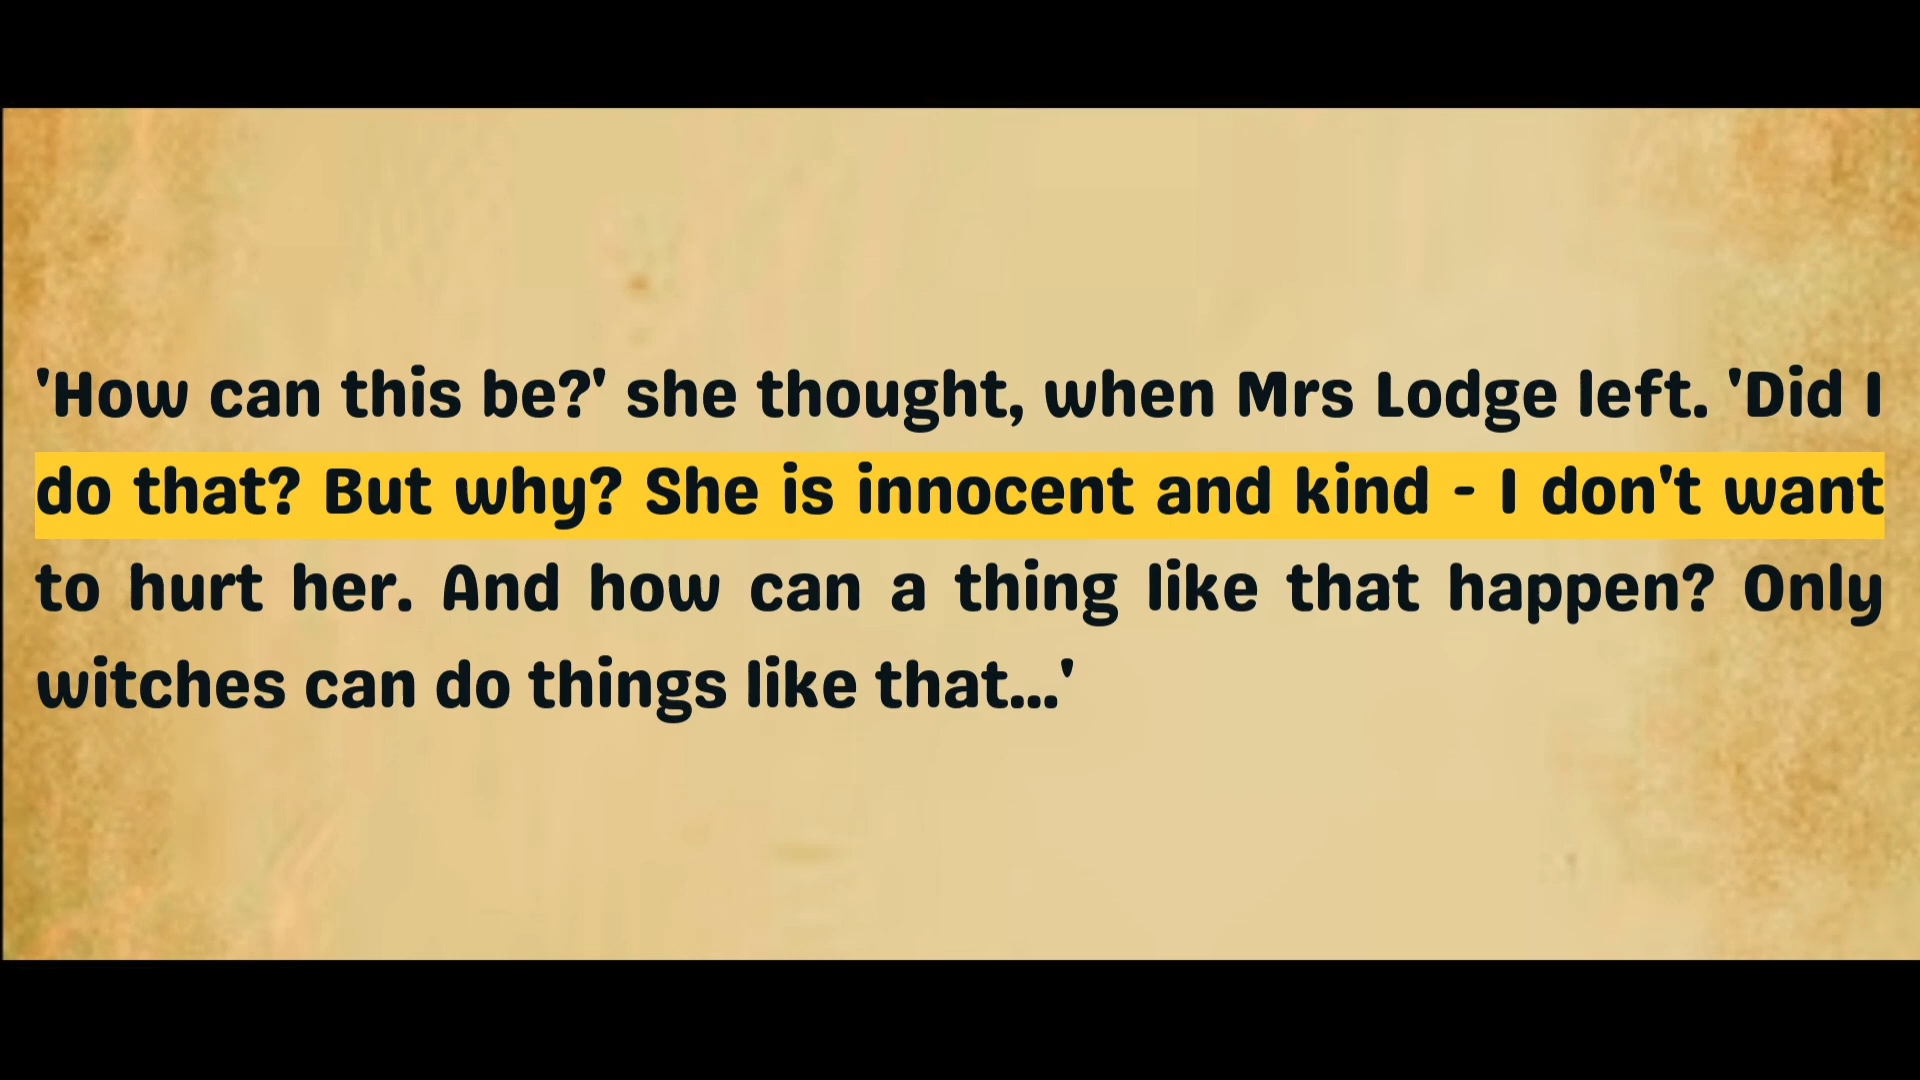 'How can this be?' she thought, when Mrs Lodge left. 'Did I
do that? But why? She is innocent and kind - I don't want
to hurt her. And how can a thing like that happen? Only
witches can do things like that...'